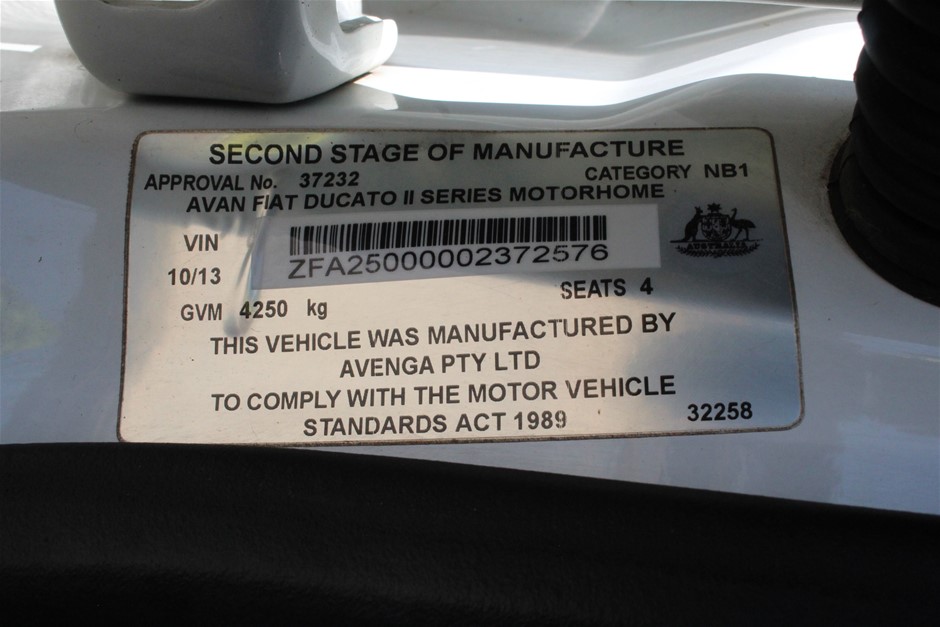 SECOND STAGE OF MANUFACTURE
APPROVAL No. 37232 CATEGORY NB1
AVAN FIAT DUCATO II SERIES MOTORHOME
VIN
ZFA25000002372576
AUSTRALIA
10/13
GVM 4250 kg SEATS 4
THIS VEHICLE WAS MANUFACTURED BY
AVENGA PTY LTD
TO COMPLY WITH THE MOTOR VEHICLE
STANDARDS ACT 1989
32258